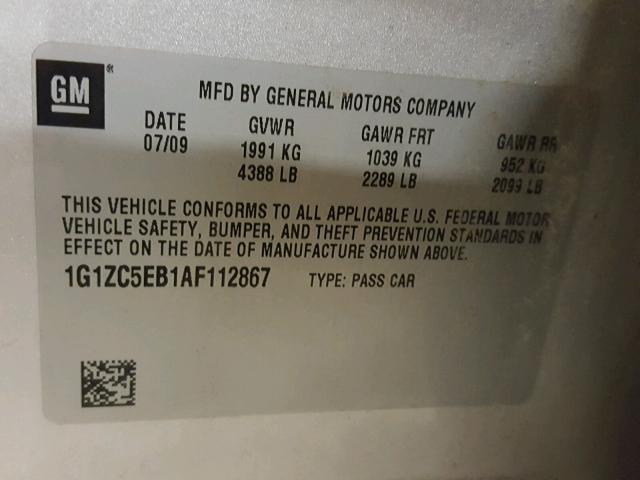 GM
MFD BY GENERAL MOTORS COMPANY
DATE GVWR GAWR FRT GAWR RR
07/09 1991 KG 1039 KG 952 KG
4388 LB 2289 LB 2099 LB
THIS VEHICLE CONFORMS TO ALL APPLICABLE U.S. FEDERAL MOTOR
VEHICLE SAFETY, BUMPER, AND THEFT PREVENTION STANDARDS IN
EFFECT ON THE DATE OF MANUFACTURE SHOWN ABOVE.
1G1ZC5EB1AF112867 TYPE: PASS CAR